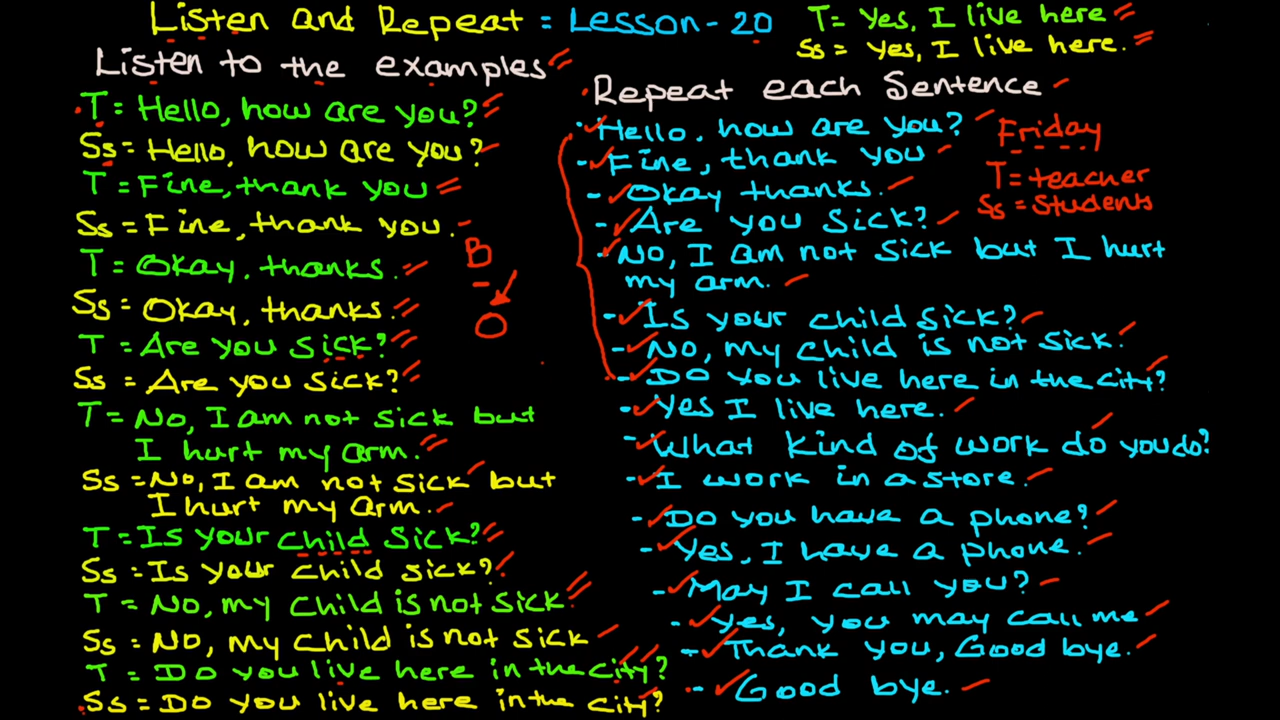 Listen and Repeat = Lesson-20
Listen to the examples
T = Hello, how are you?
Ss = Hello, how are you?
T = Fine, thank you
Ss = Fine, thank you.
T = Okay, thanks.
Ss = Okay, thanks.
T = Are you sick?
Ss = Are you sick?
T = No, I am not sick but
I hurt my arm.
Ss = No, I am not sick but
I hurt my arm.
T = Is your child sick?
Ss = Is your child sick?
T = No, my child is not sick
Ss = No, my child is not sick
T = Do you live here in the city?
Ss = Do you live here in the city?
B
O
T = Yes, I live here
Ss = Yes, I live here.
Repeat each Sentence
- Hello, how are you?
- Fine, thank you
- Okay thanks.
- Are you sick?
- No, I am not sick but I hurt
my arm.
- Is your child sick?
- No, my child is not sick.
- Do you live here in the city?
- Yes I live here.
- What kind of work do you do?
- I work in a store.
- Do you have a phone?
- Yes, I have a phone.
- May I call you?
- Yes, you may call me
- Thank you, Good bye.
- Good bye.
Friday
T = teacher
Ss = Students